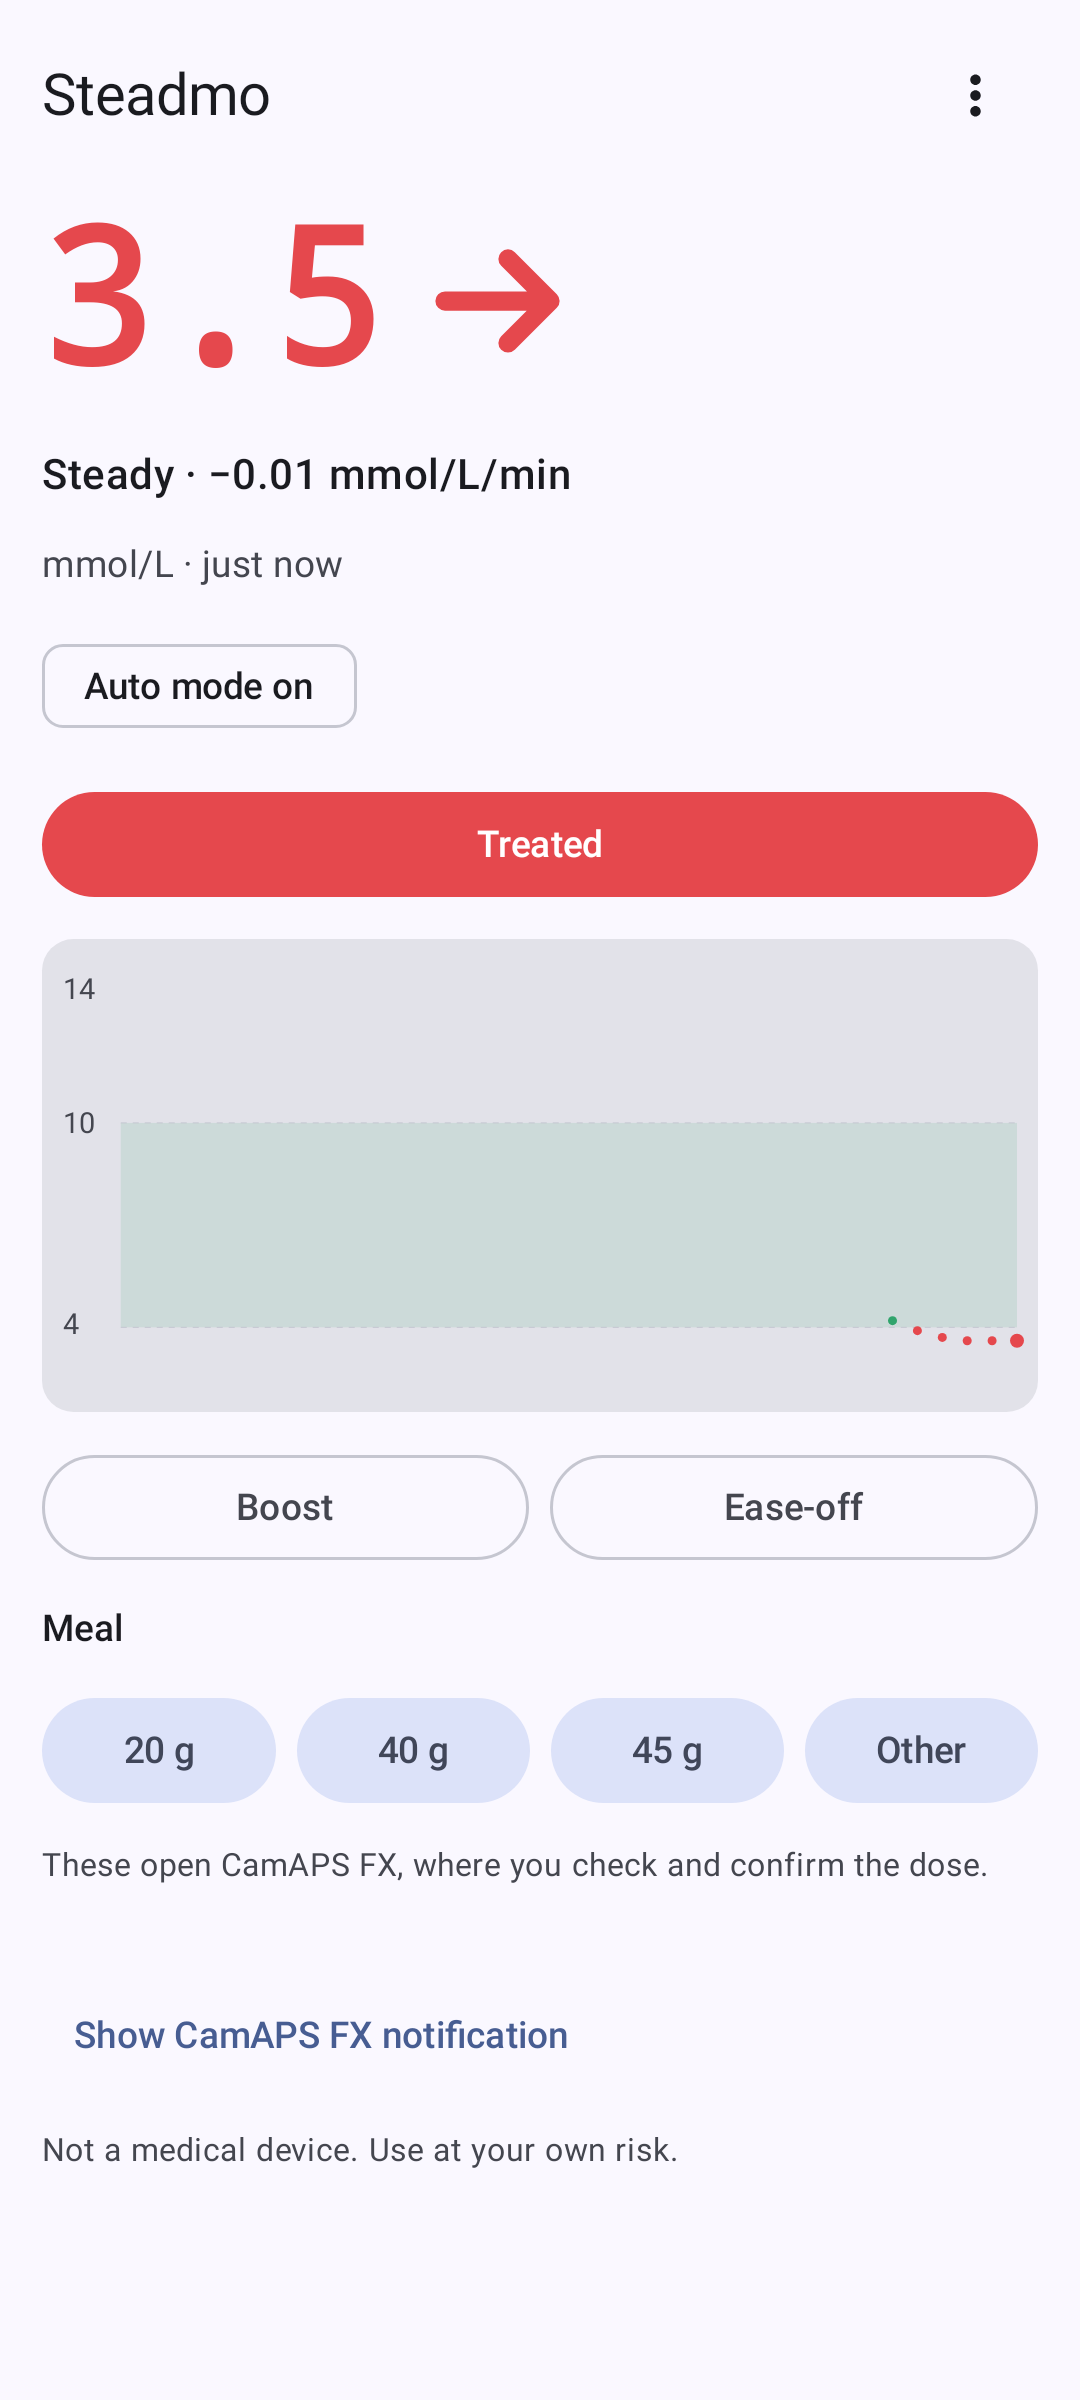 Steadmo
3.5
Steady · −0.01 mmol/L/min
mmol/L · just now
Auto mode on
Treated
14
10
4
Boost
Ease-off
Meal
20 g
40 g
45 g
Other
These open CamAPS FX, where you check and confirm the dose.
Show CamAPS FX notification
Not a medical device. Use at your own risk.